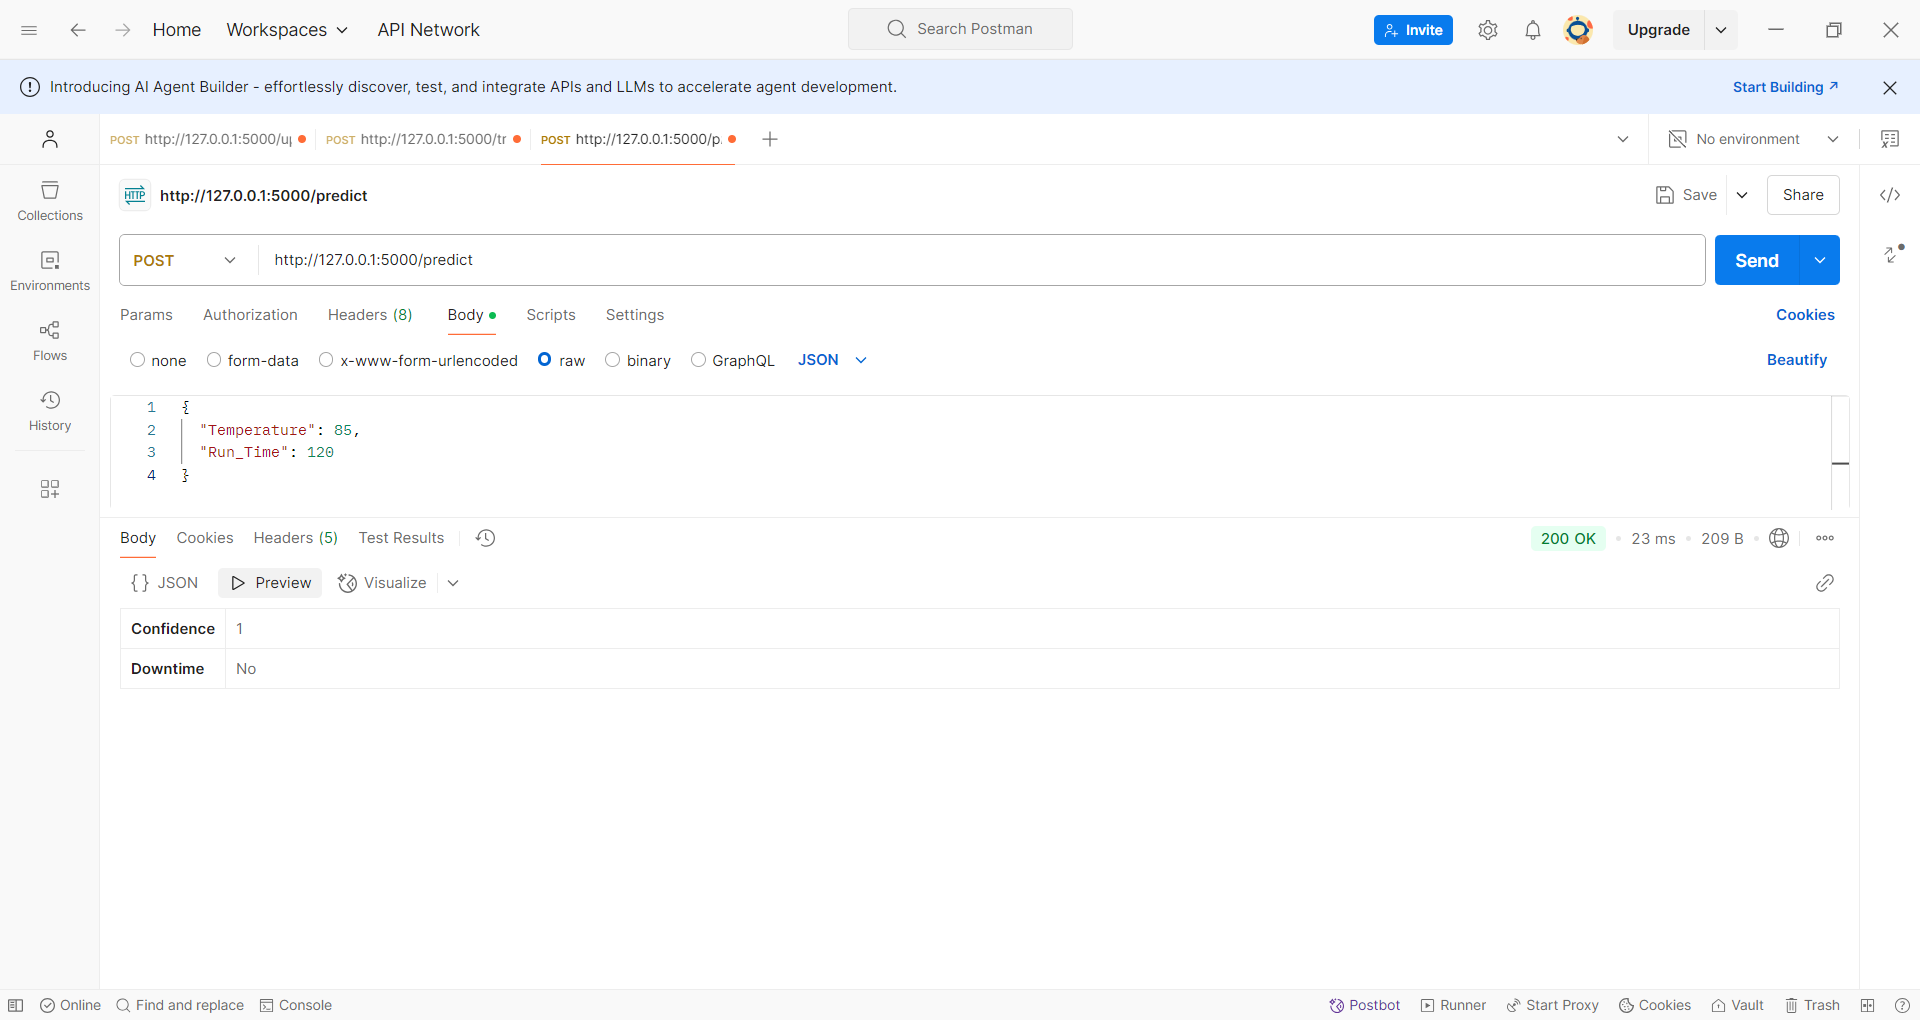 Home Workspaces API Network Search Postman Invite Upgrade
Introducing AI Agent Builder - effortlessly discover, test, and integrate APIs and LLMs to accelerate agent development. Start Building
POST http://127.0.0.1:5000/u POST http://127.0.0.1:5000/tr POST http://127.0.0.1:5000/p. No environment
HTTP http://127.0.0.1:5000/predict Save Share
Collections
POST http://127.0.0.1:5000/predict Send
Environments
Params Authorization Headers (8) Body Scripts Settings Cookies
Flows
none form-data x-www-form-urlencoded raw binary GraphQL JSON Beautify
History
1 {
2 "Temperature": 85,
3 "Run_Time": 120
4 }
Body Cookies Headers (5) Test Results 200 OK 23 ms 209 B
{} JSON Preview Visualize
Confidence 1
Downtime No
Online Find and replace Console Postbot Runner Start Proxy Cookies Vault Trash